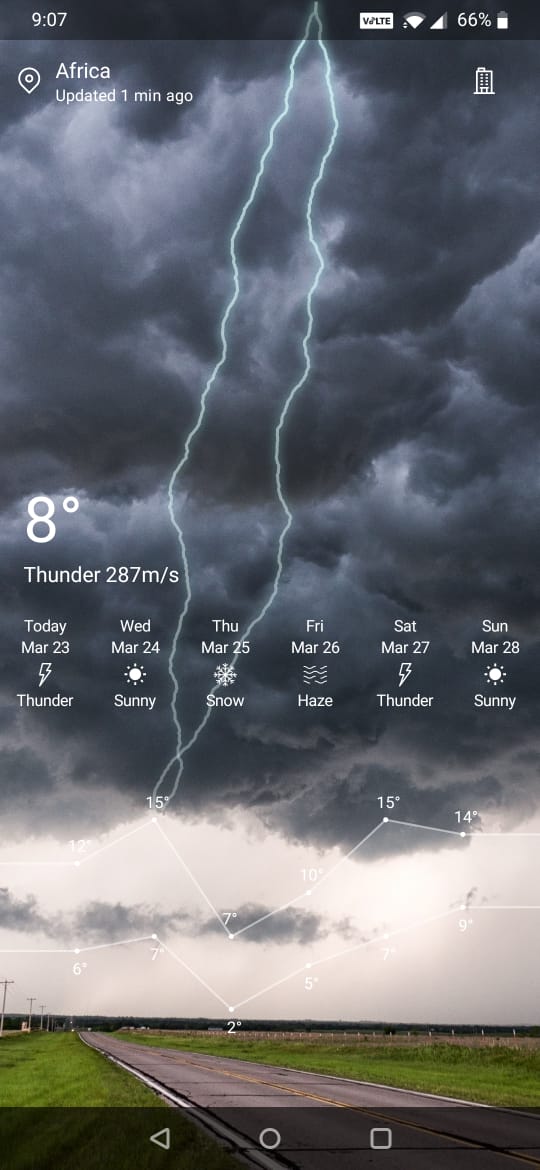 9:07 VoLTE 66%
Africa
Updated 1 min ago
8°
Thunder 287m/s
Today Wed Thu Fri Sat Sun
Mar 23 Mar 24 Mar 25 Mar 26 Mar 27 Mar 28
Thunder Sunny Snow Haze Thunder Sunny
15° 15° 14°
12°
10°
7°
9°
6° 7° 7°
5°
2°